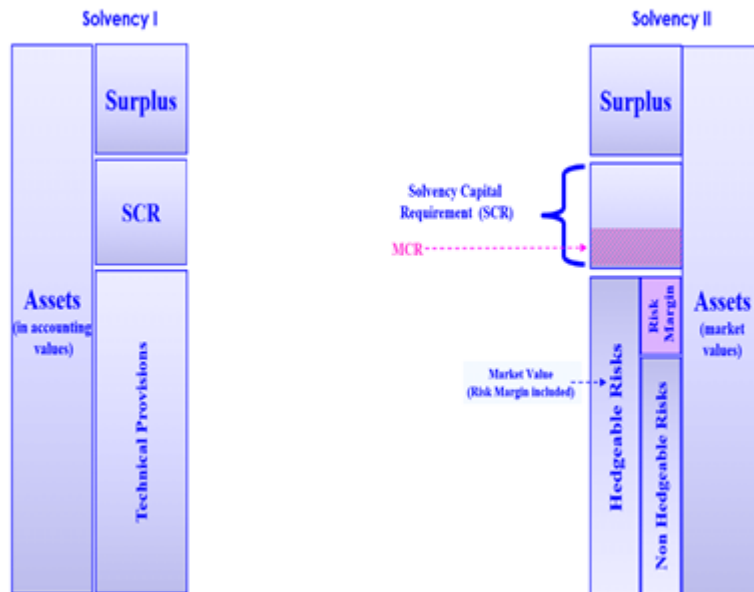 Solvency I
Surplus
SCR
Assets
(in accounting
values)
Technical Provisions
Solvency II
Surplus
Solvency Capital
Requirement (SCR)
MCR
Market Value
(Risk Margin included)
Hedgeable Risks
Risk
Margin
Non Hedgeable Risks
Assets
(market
values)